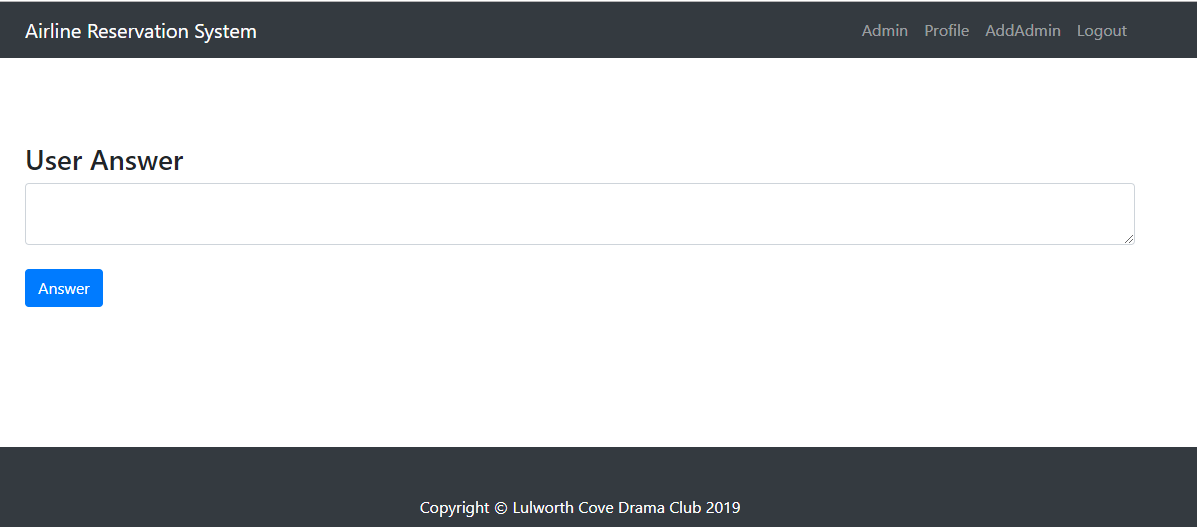 Airline Reservation System
Admin Profile AddAdmin Logout
User Answer
Answer
Copyright © Lulworth Cove Drama Club 2019